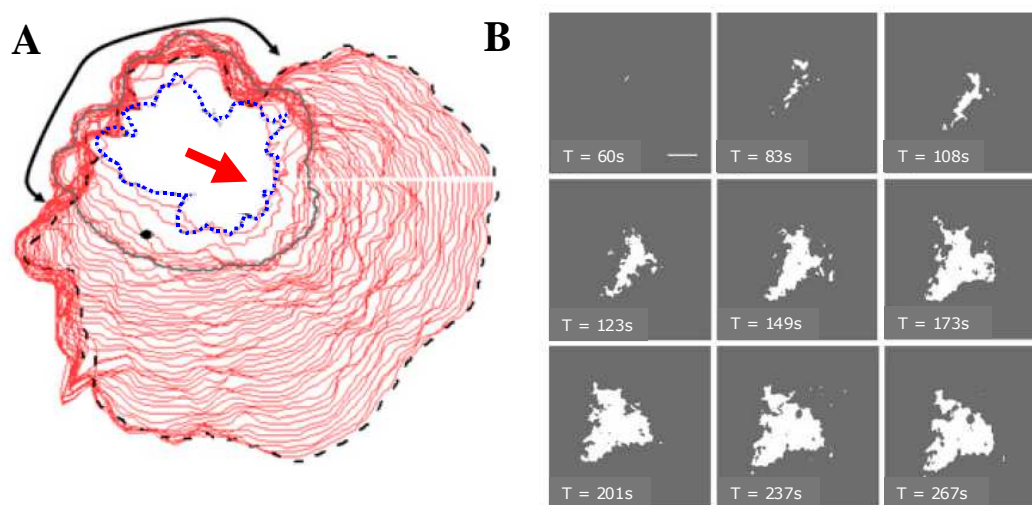 A
B
T = 60s
T = 83s
T = 108s
T = 123s
T = 149s
T = 173s
T = 201s
T = 237s
T = 267s